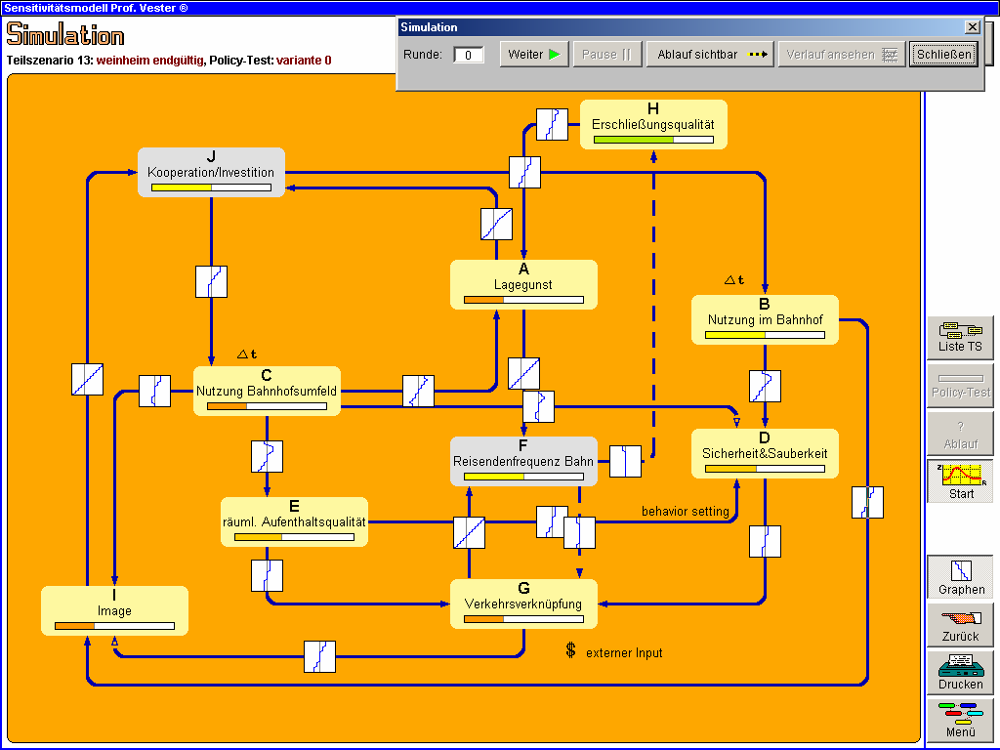 Sensitivitätsmodell Prof. Vester ®
Simulation
Teilszenario 13: weinheim endgültig, Policy-Test: variante 0
Simulation
Runde: 0 Weiter Pause Ablauf sichtbar Verlauf ansehen Schließen
H
Erschließungsqualität
J
Kooperation/Investition
A
Lagegunst
△t
B
Nutzung im Bahnhof
△t
C
Nutzung Bahnhofsumfeld
F
Reisendenfrequenz Bahn
D
Sicherheit&Sauberkeit
E
räuml. Aufenthaltsqualität
behavior setting
G
Verkehrsverknüpfung
I
Image
$ externer Input
Liste TS
Policy-Test
?
Ablauf
Z
R
Start
Graphen
Zurück
Drucken
Menü